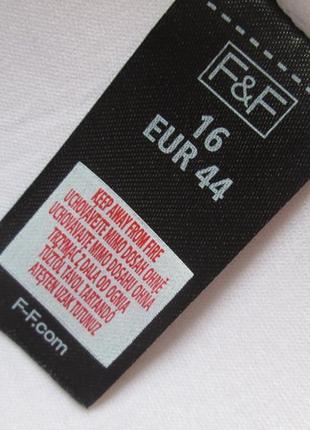 F&F
16
EUR 44
KEEP AWAY FROM FIRE
UCHOVÁVEJTE MIMO DOSAH OHNĚ
UCHOVÁVAJTE MIMO DOSAHU OHŇA
TRZYMAĆ Z DALA OD OGNIA
TŰZTŐL TÁVOL TARTANDÓ
ATEŞTEN UZAK TUTUNUZ
F-F.com